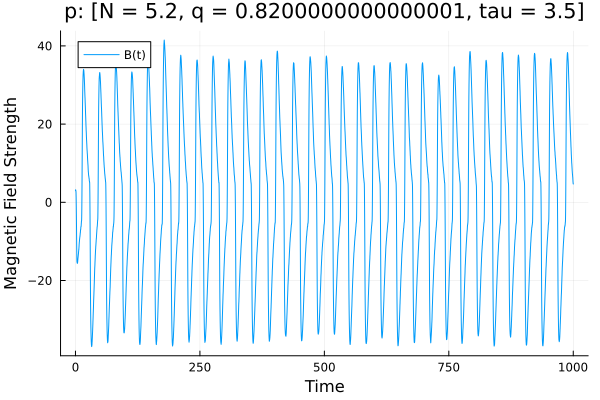 p: [N = 5.2, q = 0.8200000000000001, tau = 3.5]
B(t)
40
20
0
−20
Magnetic Field Strength
0 250 500 750 1000
Time